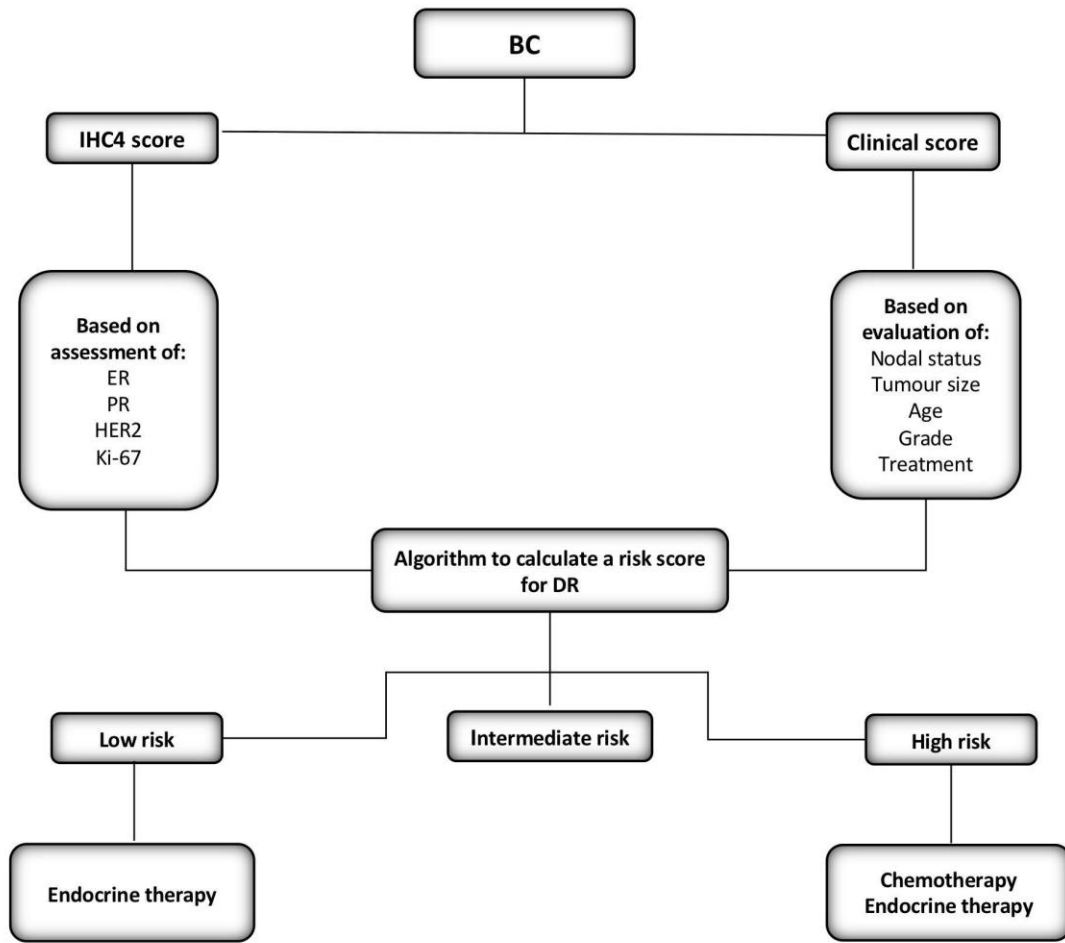 BC
IHC4 score
Clinical score
Based on
assessment of:
ER
PR
HER2
Ki-67
Based on
evaluation of:
Nodal status
Tumour size
Age
Grade
Treatment
Algorithm to calculate a risk score
for DR
Low risk
Intermediate risk
High risk
Endocrine therapy
Chemotherapy
Endocrine therapy